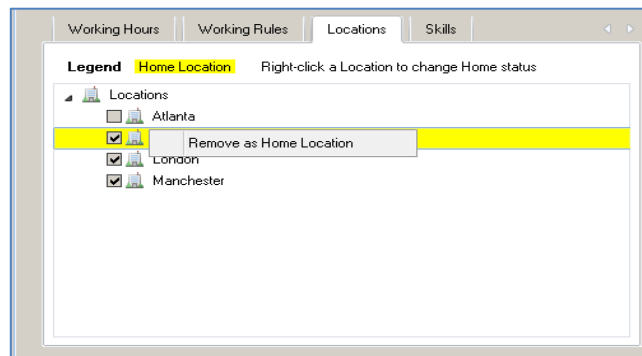 Working Hours Working Rules Locations Skills
Legend Home Location Right-click a Location to change Home status
Locations
Atlanta
Remove as Home Location
London
Manchester